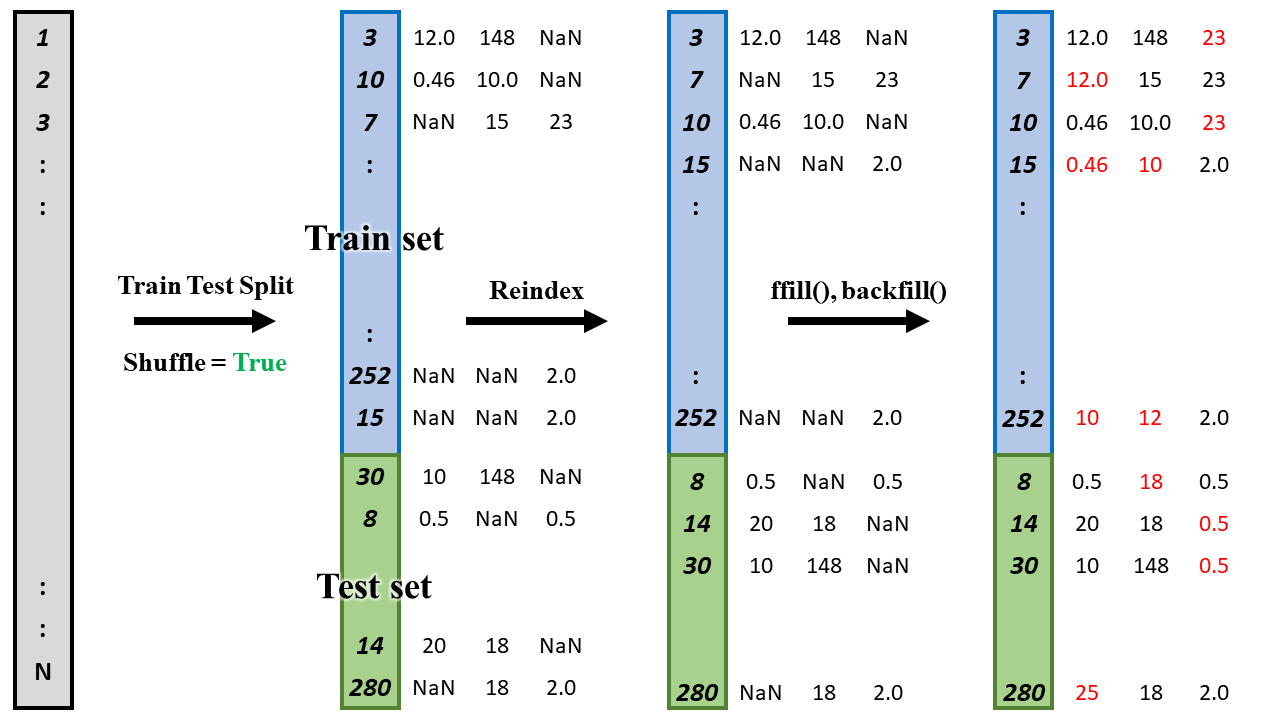 1
2
3
:
:
:
:
N
Train Test Split
Shuffle = True
3 12.0 148 NaN
10 0.46 10.0 NaN
7 NaN 15 23
:
Train set
:
252 NaN NaN 2.0
15 NaN NaN 2.0
30 10 148 NaN
8 0.5 NaN 0.5
Test set
14 20 18 NaN
280 NaN 18 2.0
Reindex
3 12.0 148 NaN
7 NaN 15 23
10 0.46 10.0 NaN
15 NaN NaN 2.0
:
:
252 NaN NaN 2.0
8 0.5 NaN 0.5
14 20 18 NaN
30 10 148 NaN
280 NaN 18 2.0
ffill(), backfill()
3 12.0 148 23
7 12.0 15 23
10 0.46 10.0 23
15 0.46 10 2.0
:
:
252 10 12 2.0
8 0.5 18 0.5
14 20 18 0.5
30 10 148 0.5
280 25 18 2.0